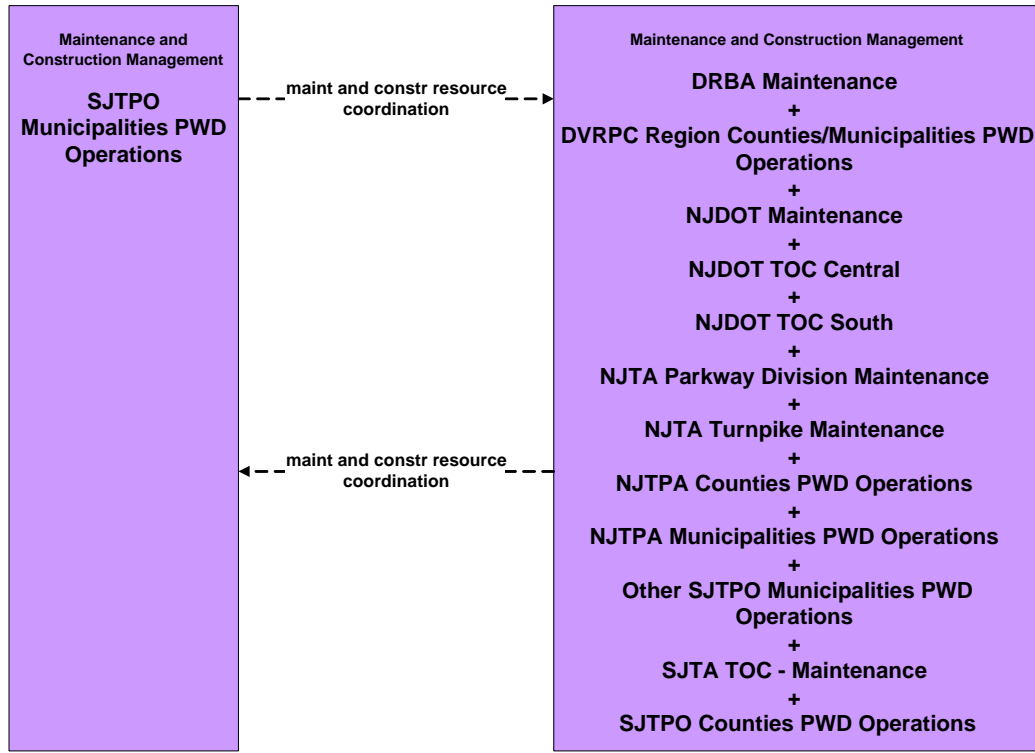 Maintenance and
Construction Management
SJTPO
Municipalities PWD
Operations
maint and constr resource
coordination
maint and constr resource
coordination
Maintenance and Construction Management
DRBA Maintenance
+
DVRPC Region Counties/Municipalities PWD
Operations
+
NJDOT Maintenance
+
NJDOT TOC Central
+
NJDOT TOC South
+
NJTA Parkway Division Maintenance
+
NJTA Turnpike Maintenance
+
NJTPA Counties PWD Operations
+
NJTPA Municipalities PWD Operations
+
Other SJTPO Municipalities PWD
Operations
+
SJTA TOC - Maintenance
+
SJTPO Counties PWD Operations